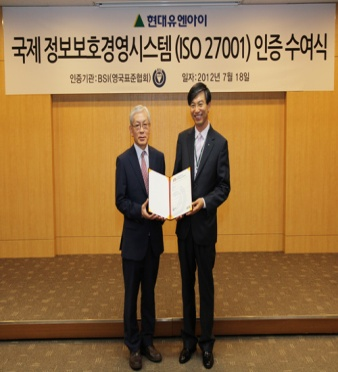 현대유엔아이
국제 정보보호경영시스템 (ISO 27001) 인증 수여식
인증기관 : BSI(영국표준협회) 일자 : 2012년 7월 18일